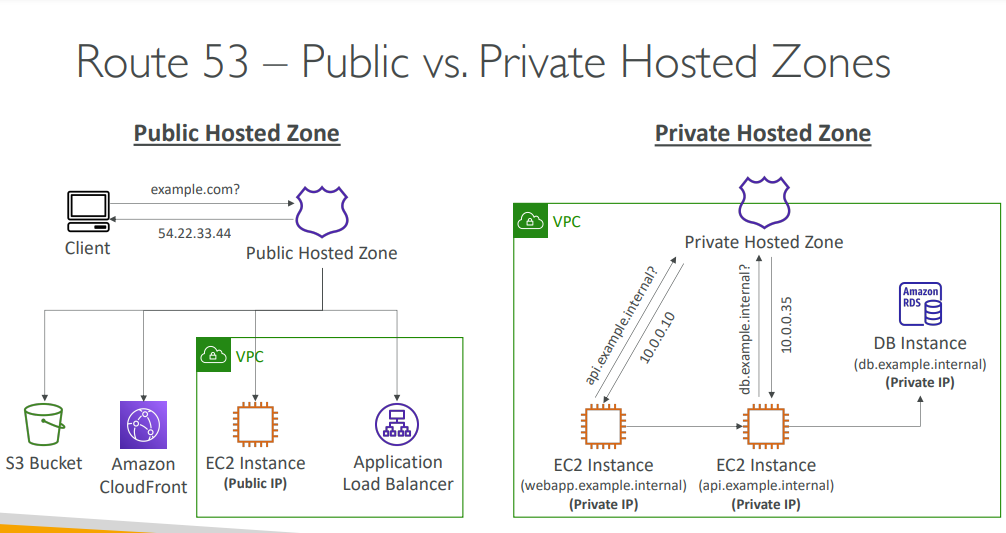 Route 53 – Public vs. Private Hosted Zones
Public Hosted Zone
example.com?
54.22.33.44
Client
Public Hosted Zone
VPC
S3 Bucket
Amazon
CloudFront
EC2 Instance
(Public IP)
Application
Load Balancer
Private Hosted Zone
VPC
Private Hosted Zone
api.example.internal?
10.0.0.10
db.example.internal?
10.0.0.35
Amazon
RDS
DB Instance
(db.example.internal)
(Private IP)
EC2 Instance
(webapp.example.internal)
(Private IP)
EC2 Instance
(api.example.internal)
(Private IP)